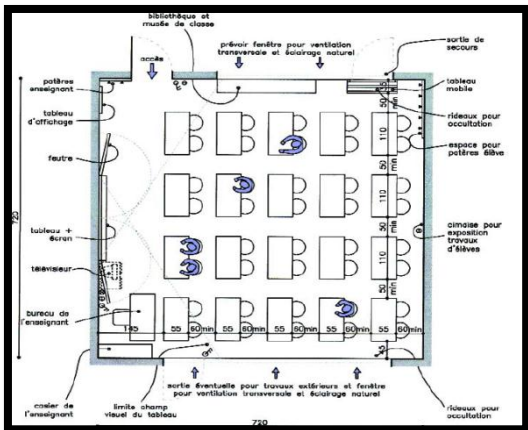 bibliothèque et
musée de classe
accès
prévoir fenêtre pour ventilation
transversale et éclairage naturel
sortie de
secours
patères
enseignant
tableau
d'affichage
feutre
tableau +
écran
téléviseur
bureau de
l'enseignant
casier de
l'enseignant
tableau
mobile
rideaux pour
occultation
espace pour
patères élève
cimaise pour
exposition
travaux
d'élèves
50
min
110
50
min
110
50
min
110
50
min
720
145
55
60min
55
60min
55
60min
55
60min
55
60
min
45
limite champ
visuel du tableau
sortie éventuelle pour travaux extérieurs et fenêtre
pour ventilation transversale et éclairage naturel
rideaux pour
occultation
720